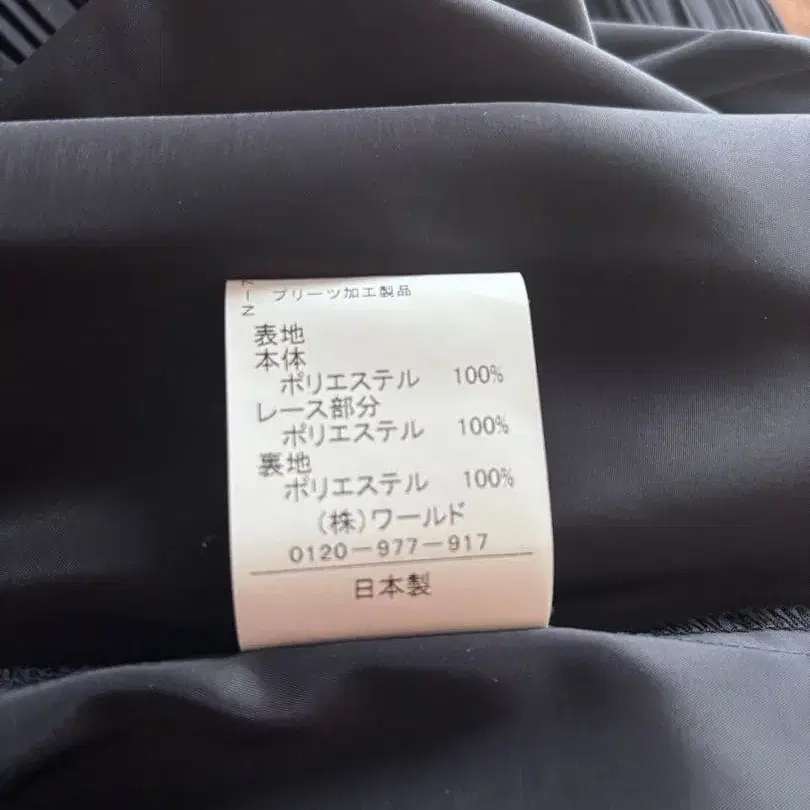 プリーツ加工製品
表地
本体
ポリエステル 100%
レース部分
ポリエステル 100%
裏地
ポリエステル 100%
(株)ワールド
0120-977-917
日本製